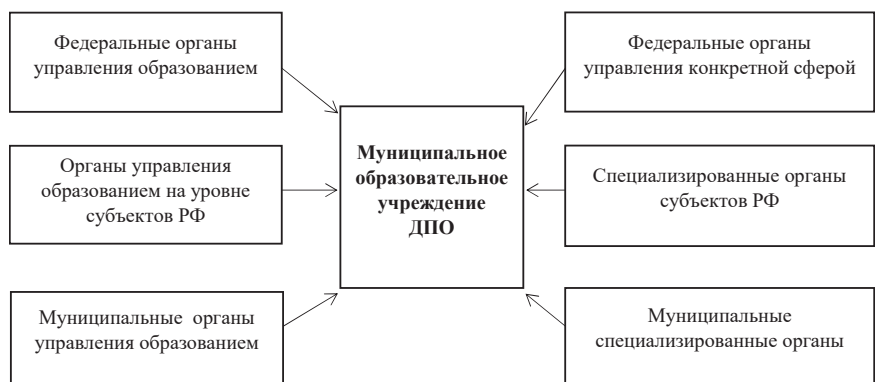 Федеральные органы
управления образованием
Федеральные органы
управления конкретной сферой
Органы управления
образованием на уровне
субъектов РФ
Муниципальное
образовательное
учреждение
ДПО
Специализированные органы
субъектов РФ
Муниципальные органы
управления образованием
Муниципальные
специализированные органы